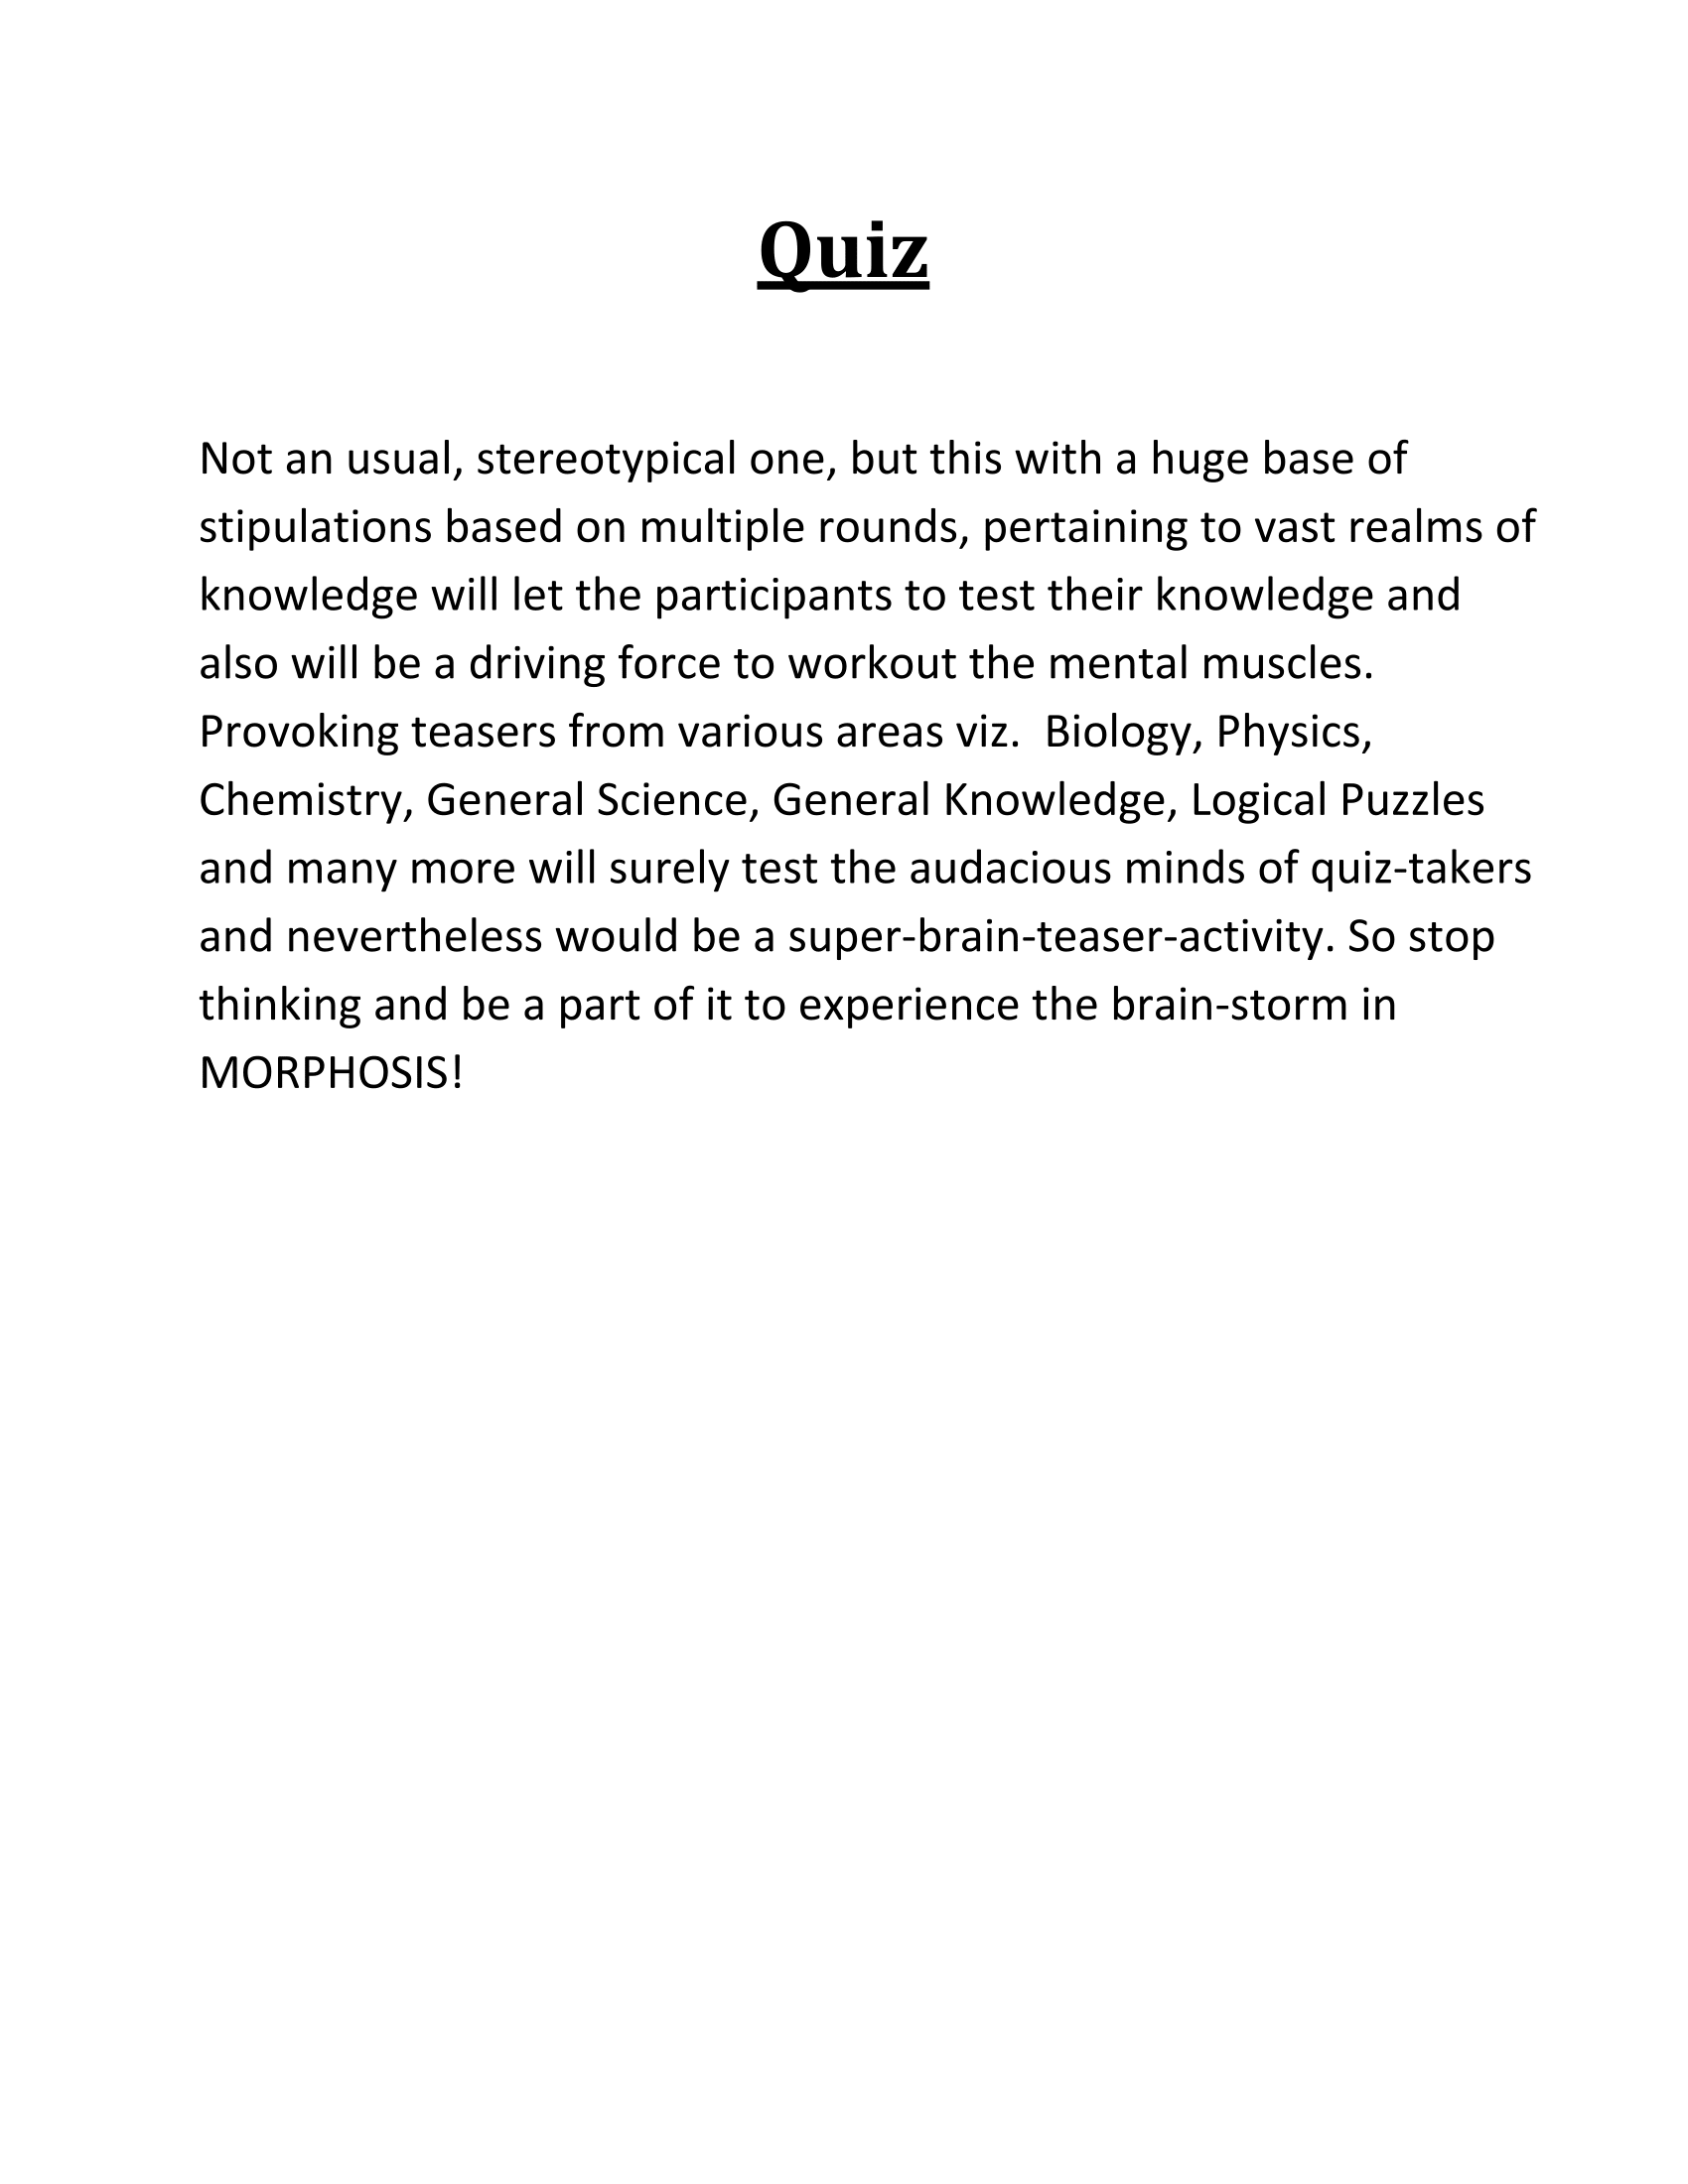 Quiz
Not an usual, stereotypical one, but this with a huge base of
stipulations based on multiple rounds, pertaining to vast realms of
knowledge will let the participants to test their knowledge and
also will be a driving force to workout the mental muscles.
Provoking teasers from various areas viz.  Biology, Physics,
Chemistry, General Science, General Knowledge, Logical Puzzles
and many more will surely test the audacious minds of quiz-takers
and nevertheless would be a super-brain-teaser-activity. So stop
thinking and be a part of it to experience the brain-storm in
MORPHOSIS!